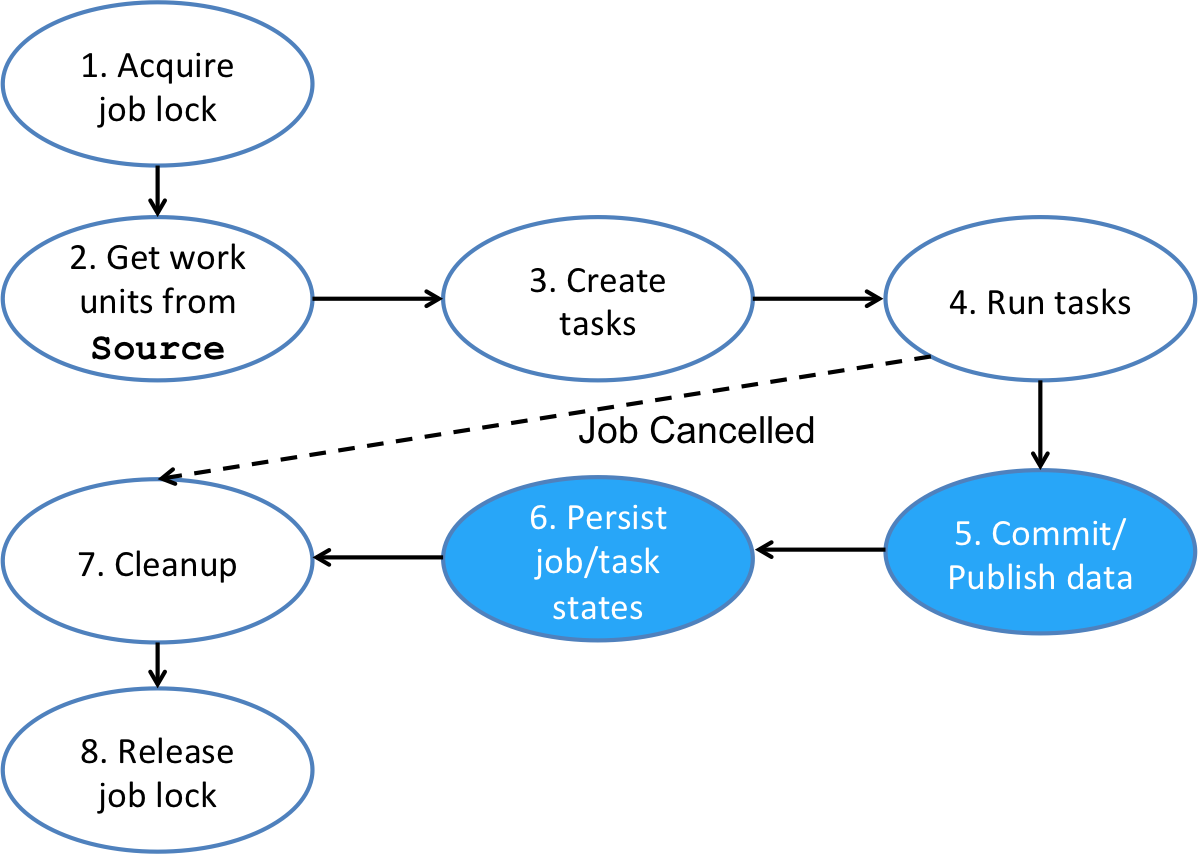 1. Acquire
job lock
2. Get work
units from
Source
3. Create
tasks
4. Run tasks
Job Cancelled
5. Commit/
Publish data
6. Persist
job/task
states
7. Cleanup
8. Release
job lock